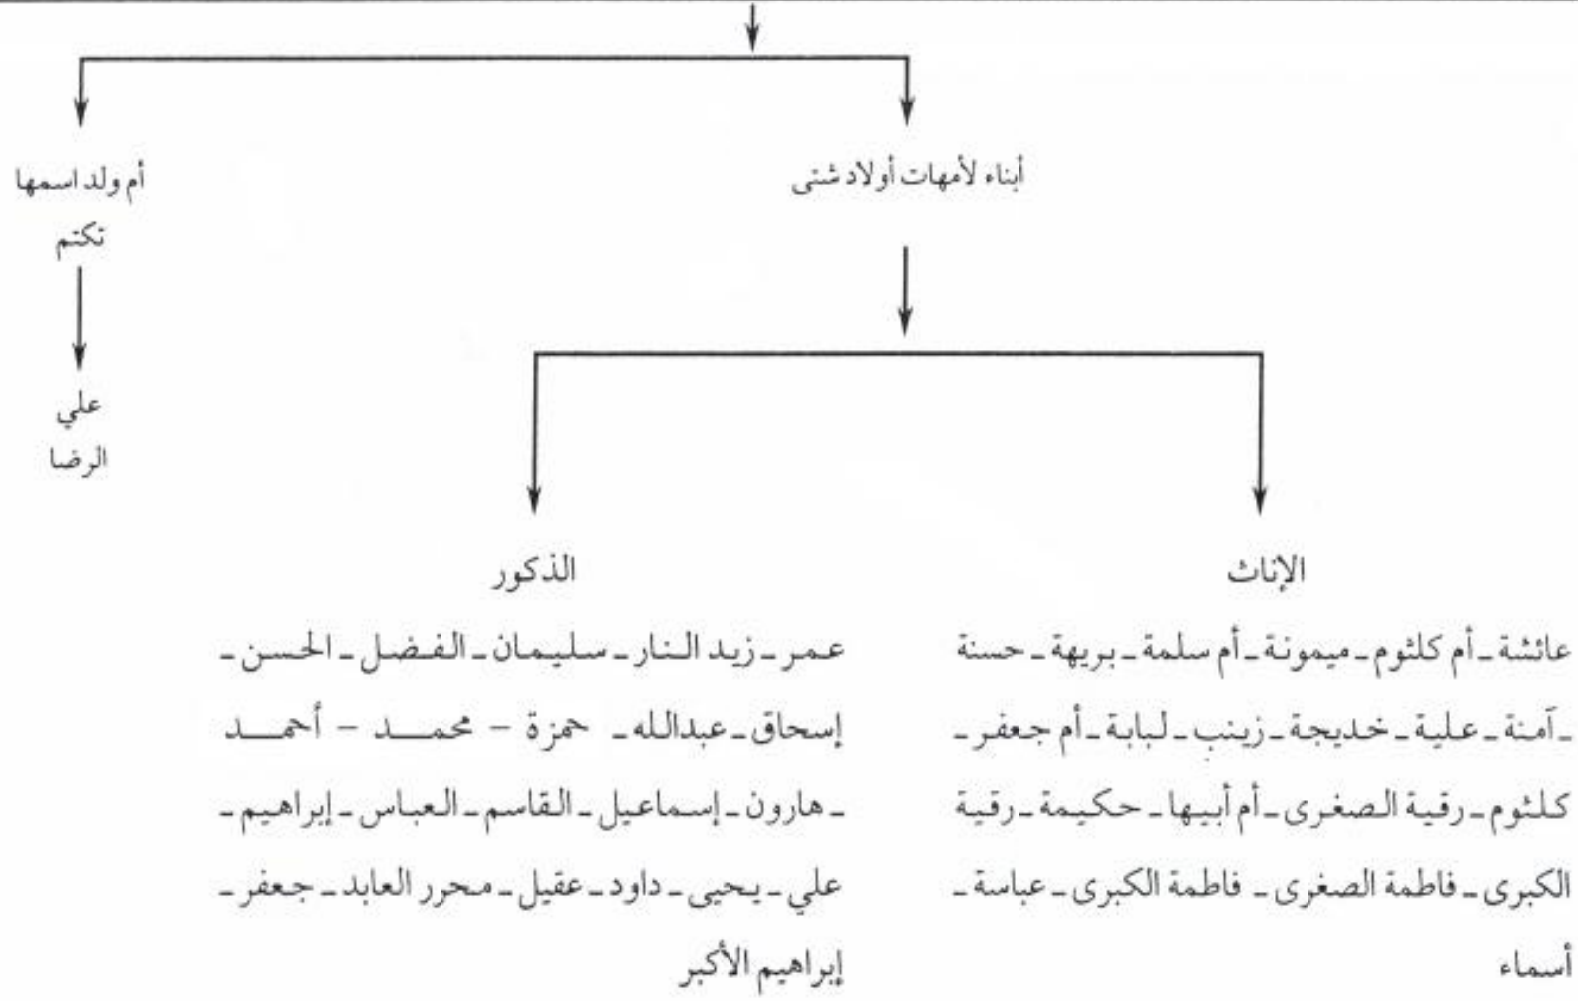 أبناء لأمهات أولاد شتى
أم ولد اسمها
تكتم
علي
الرضا
الإناث
عائشة ـ أم كلثوم ـ ميمونة ـ أم سلمة ـ بريهة ـ حسنة
ـ آمنة ـ علية ـ خديجة ـ زينب ـ لبابة ـ أم جعفر ـ
كلثوم ـ رقية الصغرى ـ أم أبيها ـ حكيمة ـ رقية
الكبرى ـ فاطمة الصغرى ـ فاطمة الكبرى ـ عباسة ـ
أسماء
الذكور
عمر ـ زيد النار ـ سليمان ـ الفضل ـ الحسن ـ
إسحاق ـ عبدالله ـ حمزة – محمد – أحمد
ـ هارون ـ إسماعيل ـ القاسم ـ العباس ـ إبراهيم ـ
علي ـ يحيى ـ داود ـ عقيل ـ محرر العابد ـ جعفر ـ
إبراهيم الأكبر